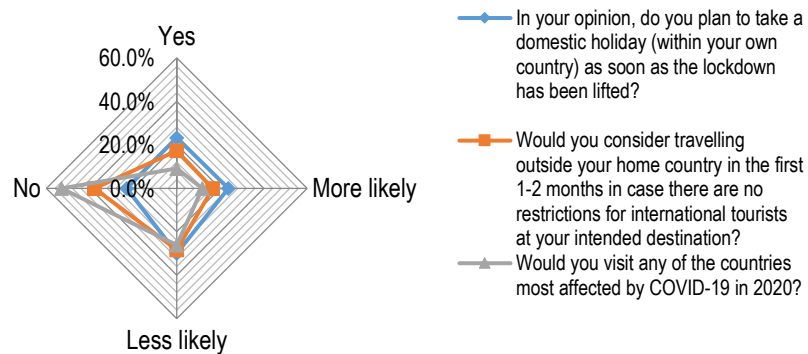 Yes
60.0%
40.0%
20.0%
0.0%
No
More likely
Less likely
In your opinion, do you plan to take a
domestic holiday (within your own
country) as soon as the lockdown
has been lifted?
Would you consider travelling
outside your home country in the first
1-2 months in case there are no
restrictions for international tourists
at your intended destination?
Would you visit any of the countries
most affected by COVID-19 in 2020?